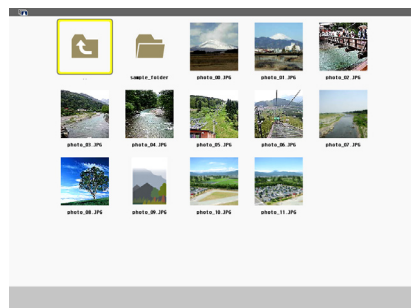 ..
sample_folder
photo_00.JPG
photo_01.JPG
photo_02.JPG
photo_03.JPG
photo_04.JPG
photo_05.JPG
photo_06.JPG
photo_07.JPG
photo_08.JPG
photo_09.JPG
photo_10.JPG
photo_11.JPG